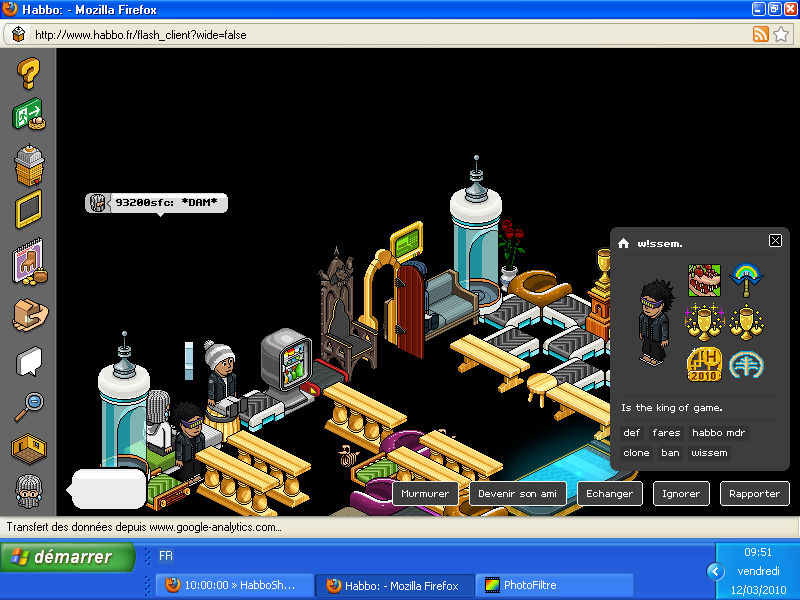 Habbo: - Mozilla Firefox
http://www.habbo.fr/flash_client?wide=false
93200sfc: *DAM*
w!ssem.
2010
Is the king of game.
def fares habbo mdr
clone ban wissem
Murmurer Devenir son ami Echanger Ignorer Rapporter
Transfert des données depuis www.google-analytics.com...
démarrer FR 09:51
vendredi
10:00:00 » HabboSh... Habbo: - Mozilla Firefox PhotoFiltre 12/03/2010